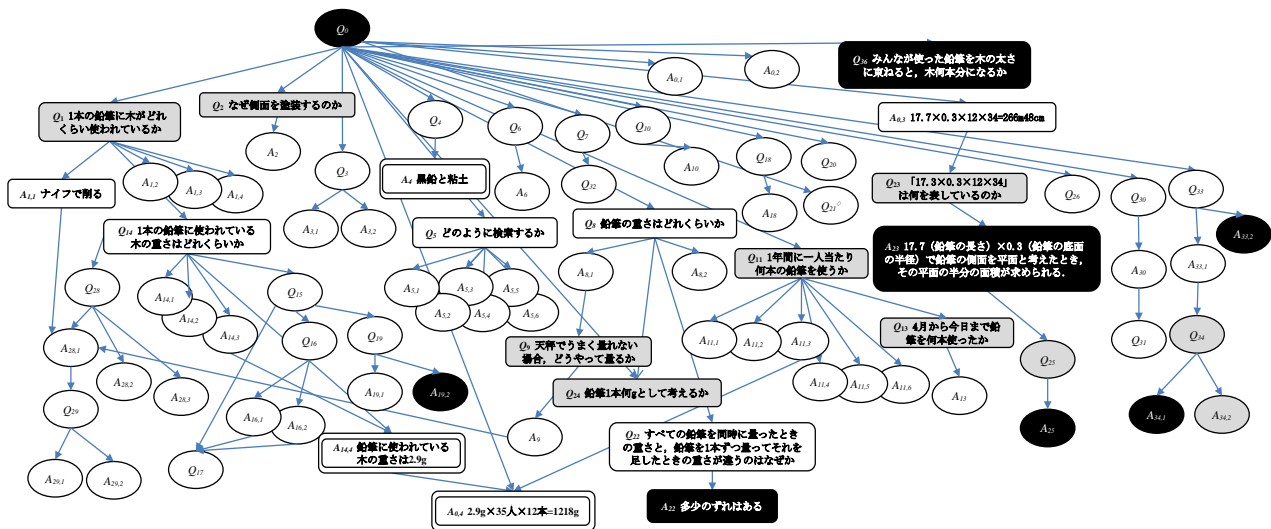 Q0
Q36 みんなが使った鉛筆を木の太さ
に束ねると，木何本分になるか
A0,1
A0,2
Q1 1本の鉛筆に木がどれ
くらい使われているか
Q2 なぜ側面を塗装するのか
Q4
Q6
Q7
Q10
A0,3 17.7×0.3×12×34=266m48cm
A2
Q3
A4 黒鉛と粘土
A6
Q32
A10
Q18
Q20
A1,1 ナイフで削る
A1,2
A1,3
A1,4
A18
Q21○
Q23 「17.3×0.3×12×34」
は何を表しているのか
Q26
Q30
Q33
A3,1
A3,2
Q14 1本の鉛筆に使われている
木の重さはどれくらいか
Q5 どのように検索するか
Q8 鉛筆の重さはどれくらいか
A33,2
Q11 1年間に一人当たり
何本の鉛筆を使うか
A23 17.7（鉛筆の長さ）×0.3（鉛筆の底面
の半径）で鉛筆の側面を平面と考えたとき，
その平面の半分の面積が求められる．
A30
A33,1
Q28
A14,1
A14,2
A14,3
Q15
A5,1
A5,2
A5,3
A5,4
A5,5
A5,6
A8,1
A8,2
A28,1
Q16
Q19
Q9 天秤でうまく量れない
場合，どうやって量るか
A11,1
A11,2
A11,3
Q13 4月から今日まで鉛
筆を何本使ったか
Q31
Q34
Q25
A28,2
A28,3
A19,1
A19,2
Q24 鉛筆1本何gとして考えるか
A11,4
A11,5
A11,6
A13
Q29
A16,1
A16,2
A9
A25
A34,1
A34,2
Q22 すべての鉛筆を同時に量ったとき
の重さと，鉛筆を1本ずつ量ってそれを
足したときの重さが違うのはなぜか
A14,4 鉛筆に使われている
木の重さは2.9g
Q17
A29,1
A29,2
A0,4 2.9g×35人×12本=1218g
A22 多少のずれはある